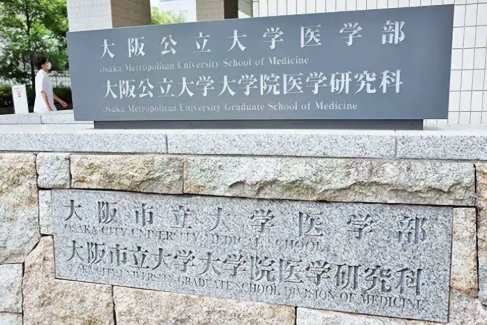 大阪公立大学医学部
Osaka Metropolitan University School of Medicine
大阪公立大学大学院医学研究科
Osaka Metropolitan University Graduate School of Medicine
大阪市立大学医学部
OSAKA CITY UNIVERSITY MEDICAL SCHOOL
大阪市立大学大学院医学研究科
OSAKA CITY UNIVERSITY GRADUATE SCHOOL DIVISION OF MEDICINE